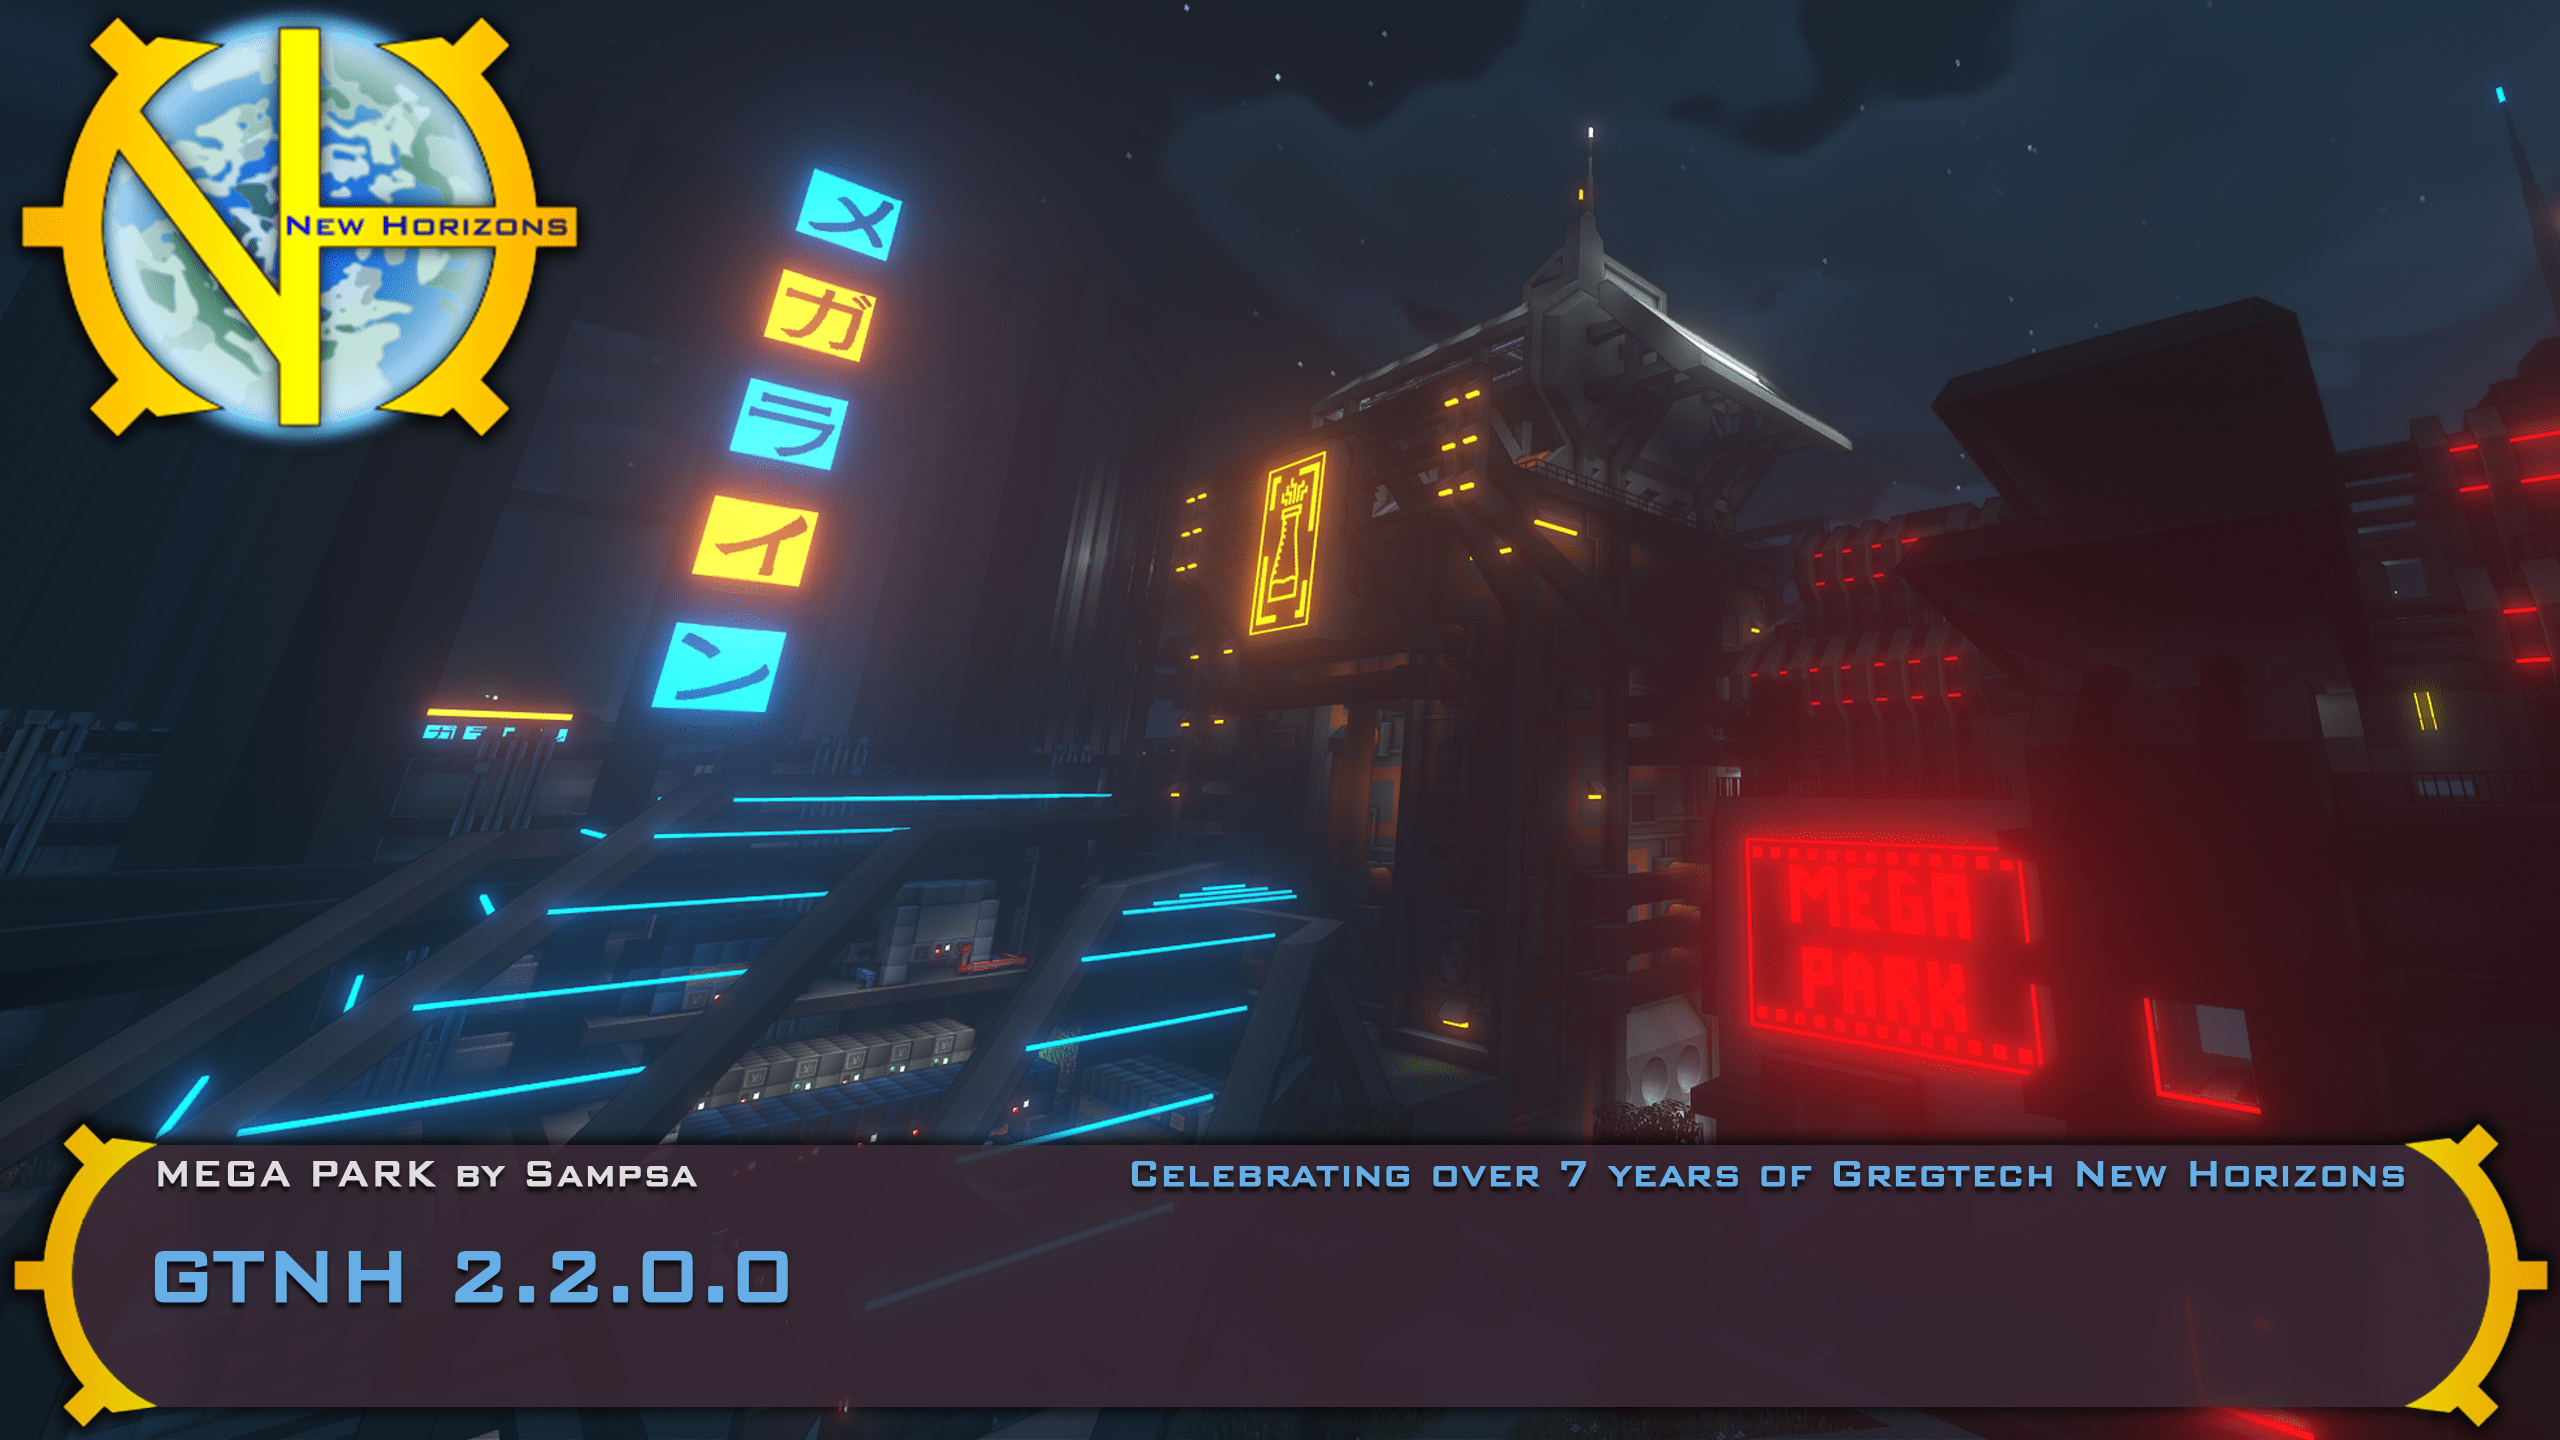 New Horizons
メガライン
MEGA
PARK
MEGA PARK by Sampsa
Celebrating over 7 years of Gregtech New Horizons
GTNH 2.2.0.0